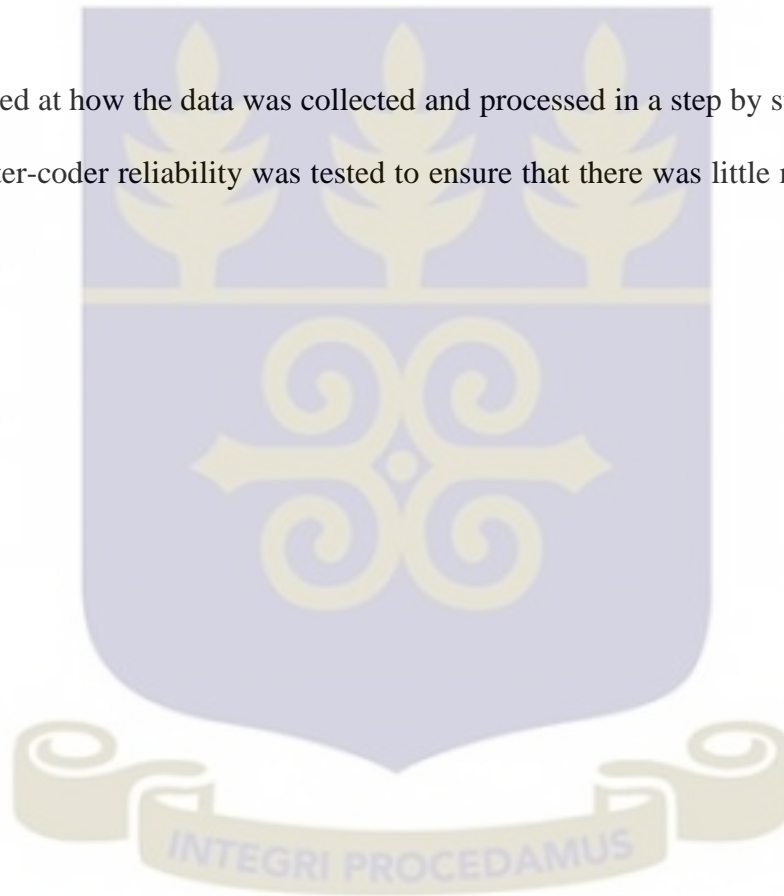 ed at how the data was collected and processed in a step by s
ter-coder reliability was tested to ensure that there was little
INTEGRI PROCEDAMUS